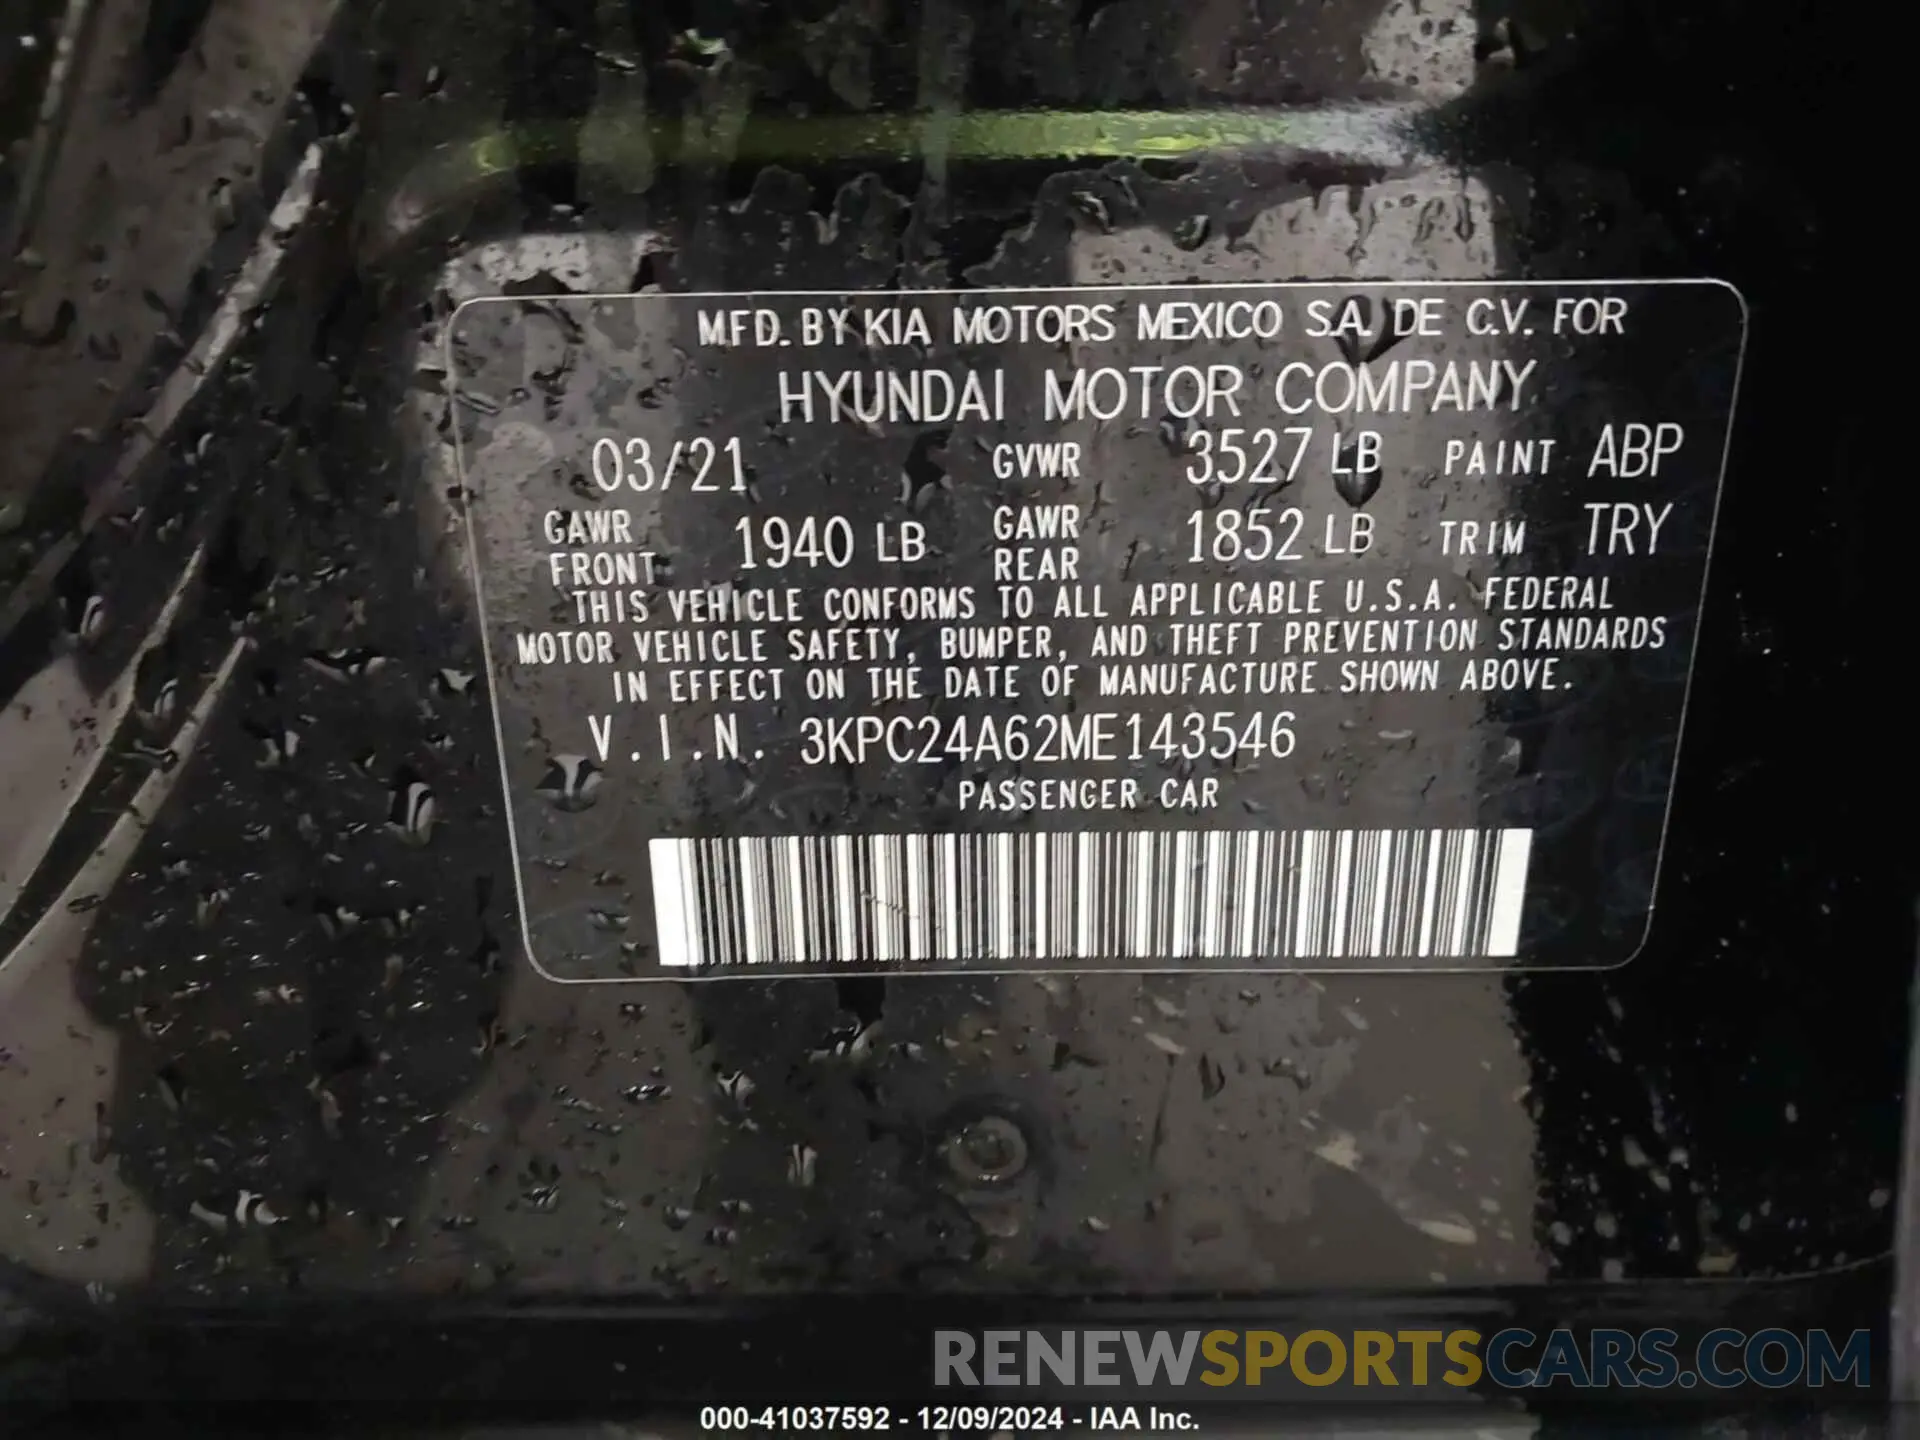 MFD. BY KIA MOTORS MEXICO S.A. DE C.V. FOR
HYUNDAI MOTOR COMPANY
03/21 GVWR 3527 LB PAINT ABP
GAWR FRONT 1940 LB GAWR REAR 1852 LB TRIM TRY
THIS VEHICLE CONFORMS TO ALL APPLICABLE U.S.A. FEDERAL
MOTOR VEHICLE SAFETY, BUMPER, AND THEFT PREVENTION STANDARDS
IN EFFECT ON THE DATE OF MANUFACTURE SHOWN ABOVE.
V.I.N. 3KPC24A62ME143546
PASSENGER CAR
RENEWSPORTSCARS.COM
000-41037592 - 12/09/2024 - IAA Inc.